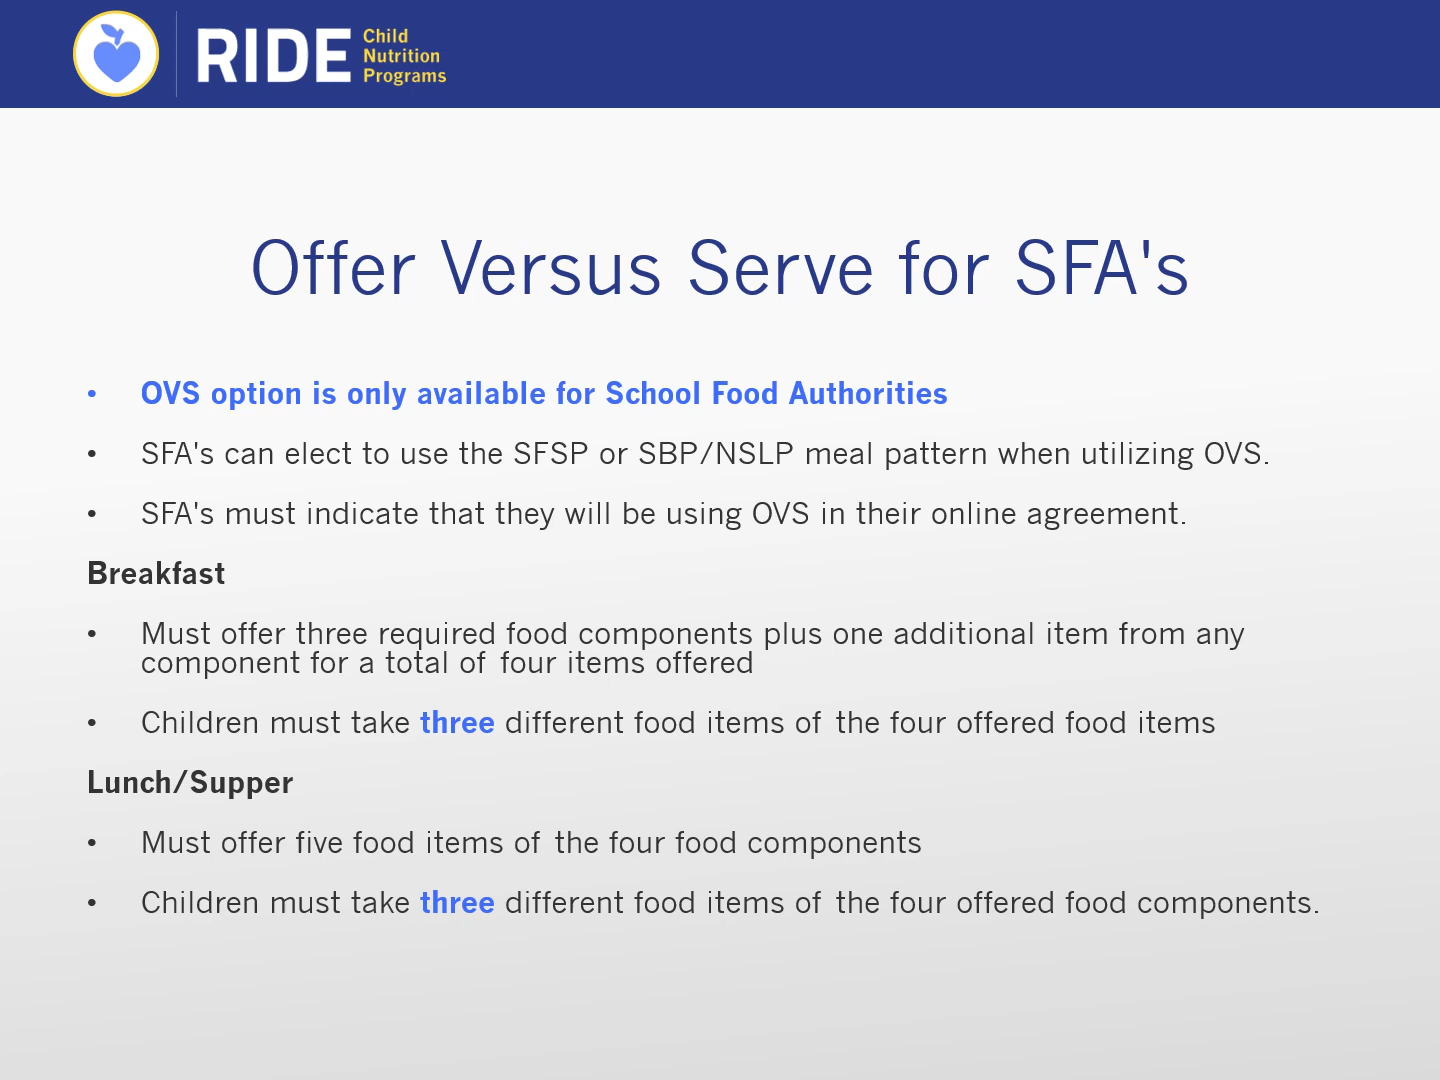 RIDE
Child
Nutrition
Programs
Offer Versus Serve for SFA's
• OVS option is only available for School Food Authorities
• SFA's can elect to use the SFSP or SBP/NSLP meal pattern when utilizing OVS.
• SFA's must indicate that they will be using OVS in their online agreement.
Breakfast
• Must offer three required food components plus one additional item from any
component for a total of four items offered
• Children must take three different food items of the four offered food items
Lunch/Supper
• Must offer five food items of the four food components
• Children must take three different food items of the four offered food components.